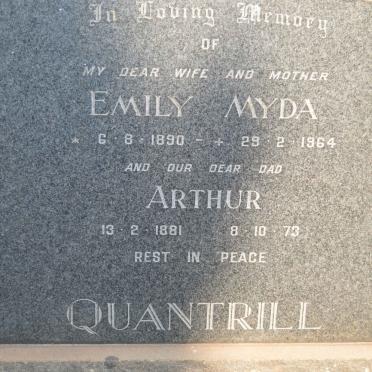 In Loving Memory
OF
MY DEAR WIFE AND MOTHER
EMILY MYDA
* 6·8·1890 – + 29·2·1964
AND OUR DEAR DAD
ARTHUR
13·2·1881 8·10·73
REST IN PEACE
QUANTRILL